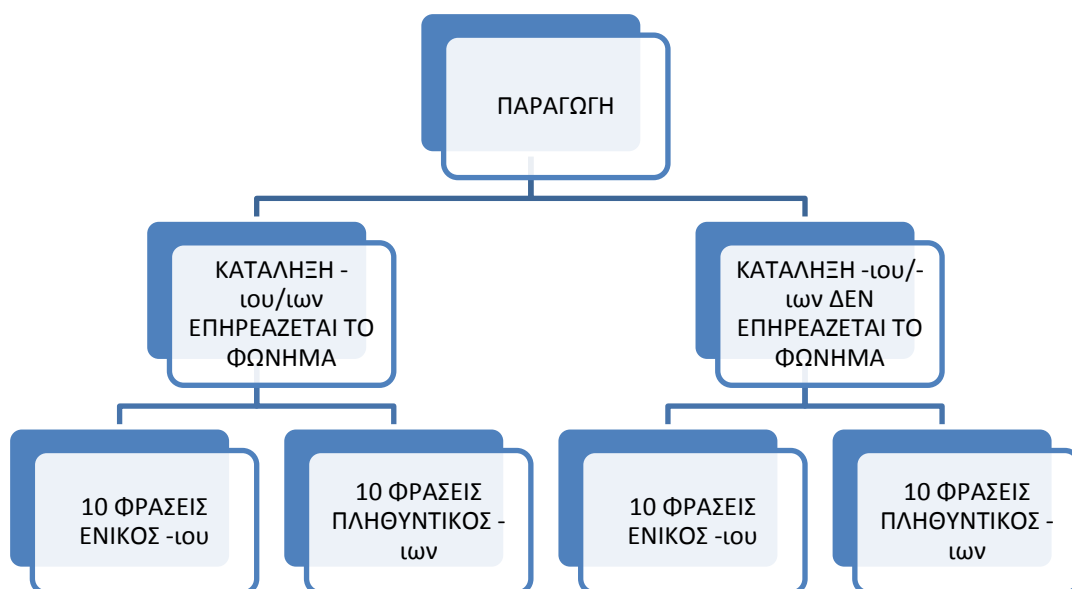 ΠΑΡΑΓΩΓΗ
ΚΑΤΑΛΗΞΗ -
ιου/ιων
ΕΠΗΡΕΑΖΕΤΑΙ ΤΟ
ΦΩΝΗΜΑ
ΚΑΤΑΛΗΞΗ -ιου/-
ιων ΔΕΝ
ΕΠΗΡΕΑΖΕΤΑΙ ΤΟ
ΦΩΝΗΜΑ
10 ΦΡΑΣΕΙΣ
ΕΝΙΚΟΣ -ιου
10 ΦΡΑΣΕΙΣ
ΠΛΗΘΥΝΤΙΚΟΣ -
ιων
10 ΦΡΑΣΕΙΣ
ΕΝΙΚΟΣ -ιου
10 ΦΡΑΣΕΙΣ
ΠΛΗΘΥΝΤΙΚΟΣ -
ιων